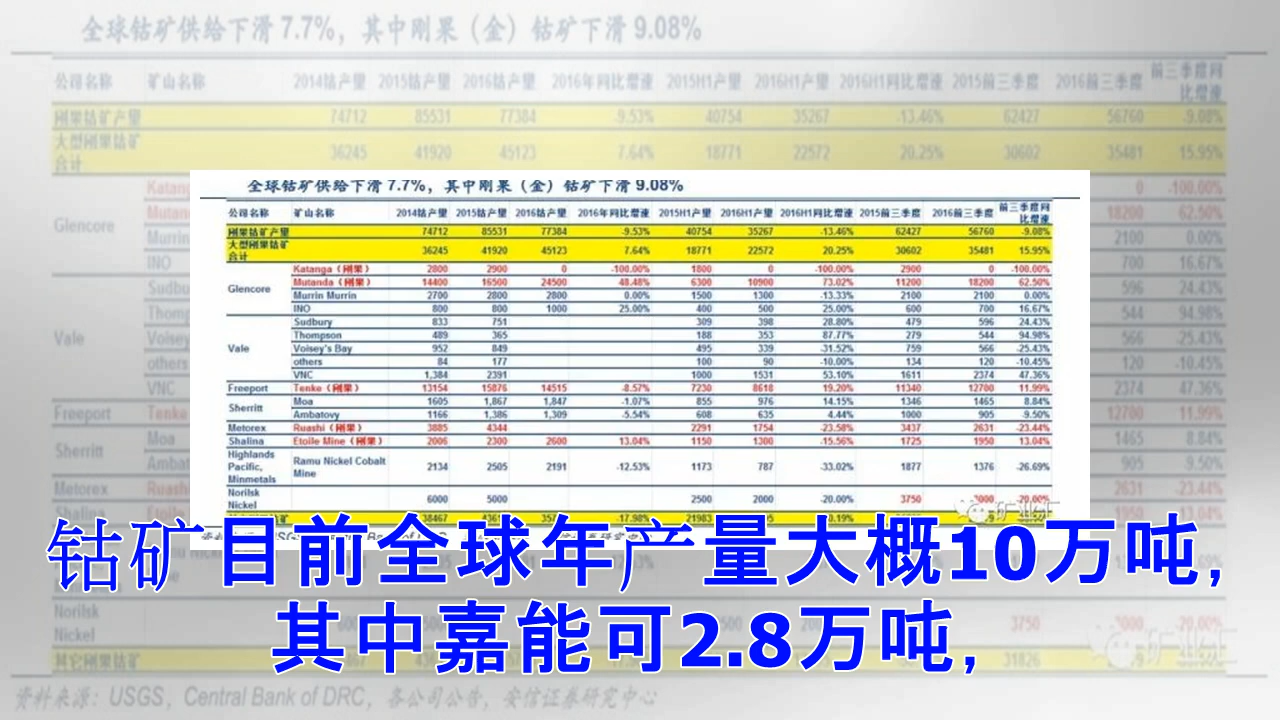 全球钴矿供给下滑 7.7%，其中刚果（金）钴矿下滑 9.08%
公司名称 矿山名称 2014钴产量 2015钴产量 2016钴产量 2016年同比增速 2015H1产量 2016H1产量 2016H1同比增速 2015前三季度 2016前三季度 前三季度同比增速
刚果钴矿产量 74712 85531 77384 -9.53% 40754 35267 -13.46% 62427 56760 -9.08%
大型刚果钴矿合计 36245 41920 45123 7.64% 18771 22572 20.25% 30602 35481 15.95%
Glencore
Katanga（刚果） 2800 2900 0 -100.00% 1800 0 -100.00% 2900 0 -100.00%
Mutanda（刚果） 14400 16500 24500 48.48% 6300 10900 73.02% 11200 18200 62.50%
Murrin Murrin 2700 2800 2800 0.00% 1500 1300 -13.33% 2100 2100 0.00%
INO 800 800 1000 25.00% 400 500 25.00% 600 700 16.67%
Vale
Sudbury 833 751 309 398 28.80% 479 596 24.43%
Thompson 489 365 188 353 87.77% 279 544 94.98%
Voisey's Bay 952 849 495 339 -31.52% 759 566 -25.43%
others 84 177 100 90 -10.00% 134 120 -10.45%
VNC 1,384 2391 1000 1531 53.10% 1611 2374 47.36%
Freeport Tenke（刚果） 13154 15876 14515 -8.57% 7230 8618 19.20% 11340 12700 11.99%
Sherritt
Moa 1605 1,867 1,847 -1.07% 855 976 14.15% 1346 1465 8.84%
Ambatovy 1166 1,386 1,309 -5.54% 608 635 4.44% 1000 905 -9.50%
Metorex Ruashi（刚果） 3885 4344 2291 1754 -23.58% 3437 2631 -23.44%
Shalina Etoile Mine（刚果） 2006 2300 2600 13.04% 1150 1300 -15.56% 1725 1950 13.04%
Highlands Pacific, Minmetals Ramu Nickel Cobalt Mine 2134 2505 2191 -12.53% 1173 787 -33.02% 1877 1376 -26.69%
Norilsk Nickel 6000 5000 2500 2000 -20.00% 3750 3000 -20.00%
钴矿目前全球年产量大概10万吨，
其中嘉能可2.8万吨，
资料来源：USGS，Central Bank of DRC，各公司公告，安信证券研究中心